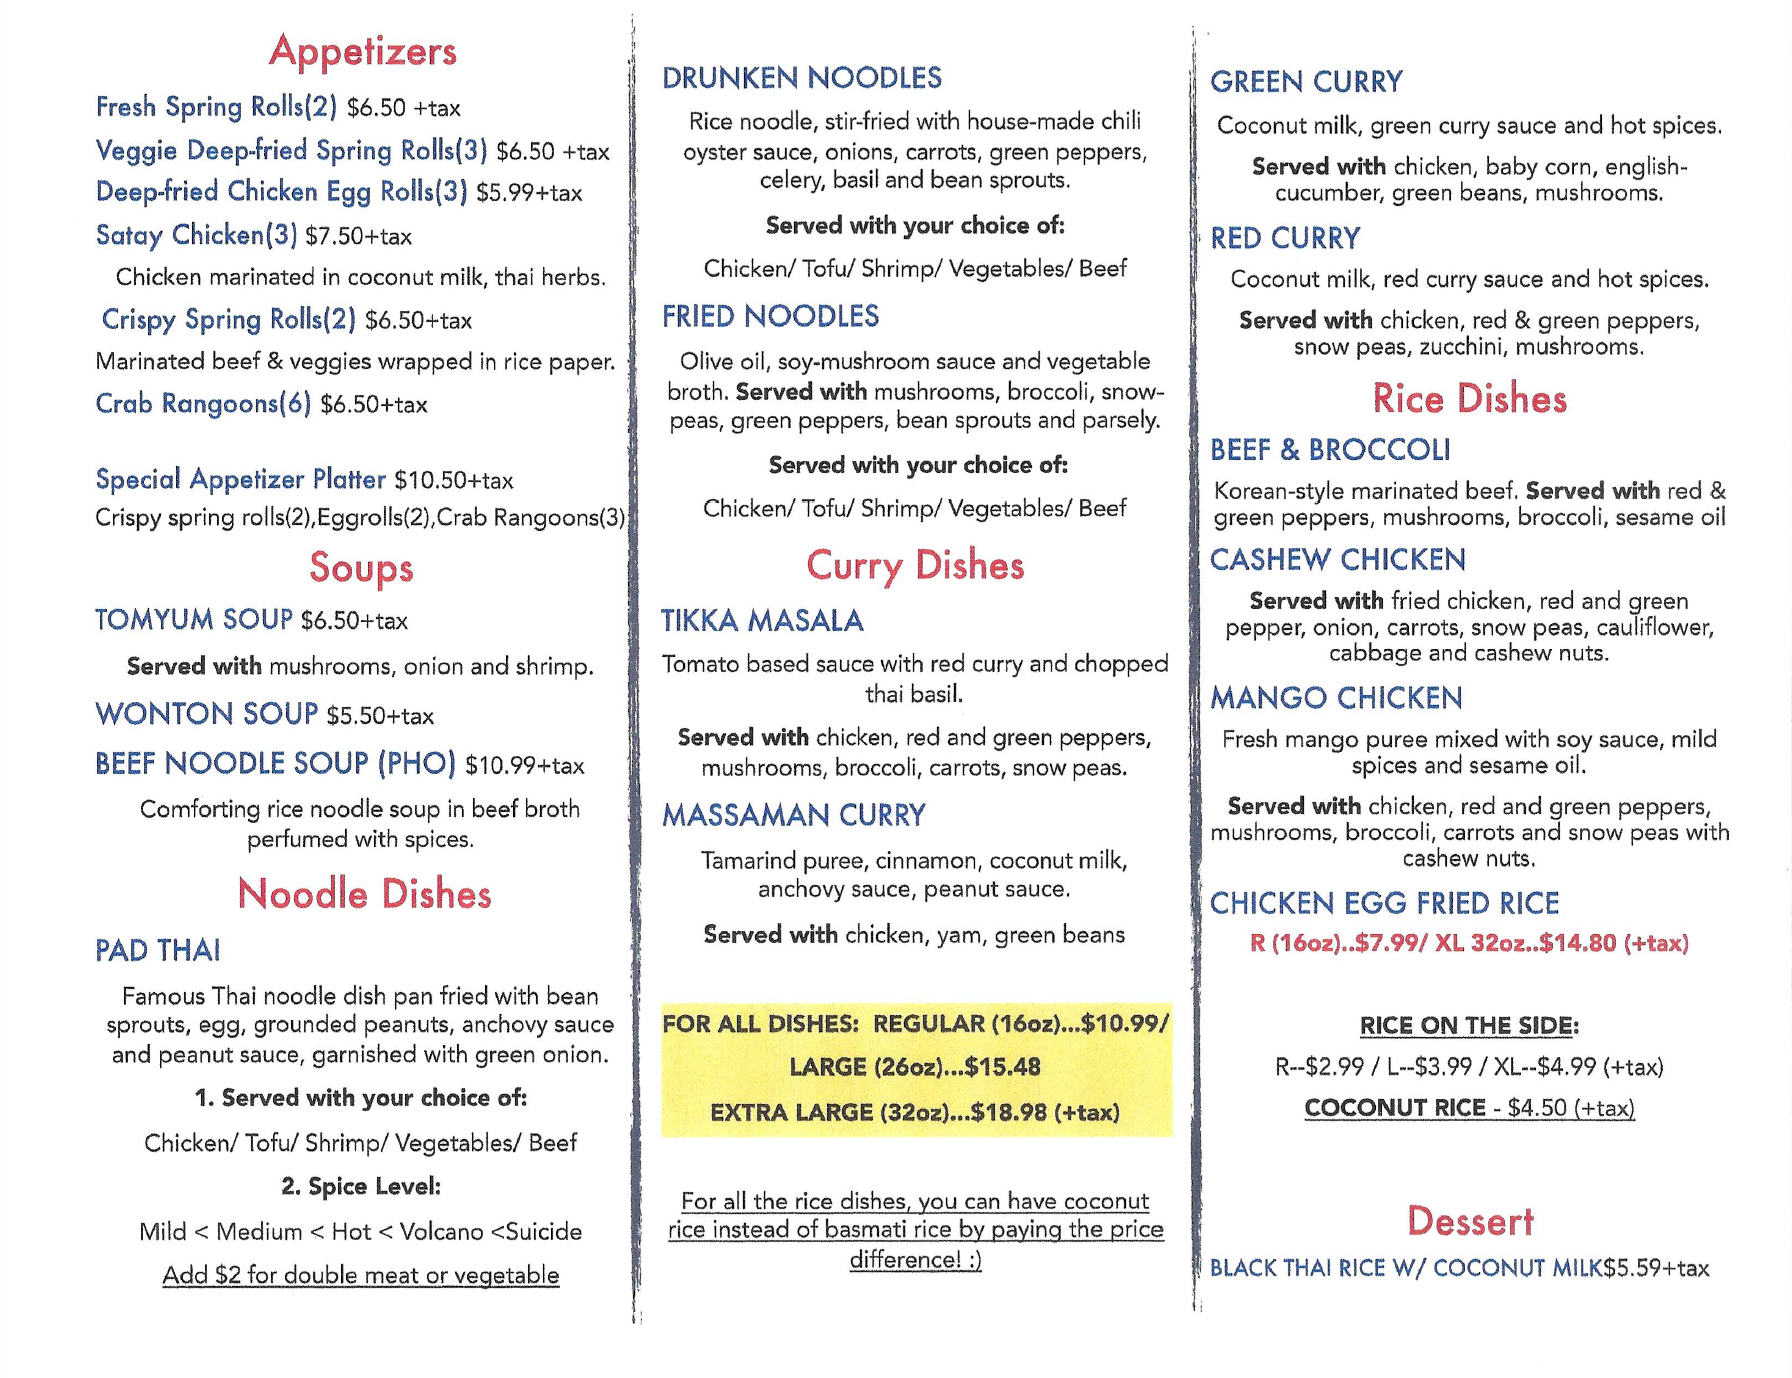 Appetizers
Fresh Spring Rolls(2) $6.50 +tax
Veggie Deep-fried Spring Rolls(3) $6.50 +tax
Deep-fried Chicken Egg Rolls(3) $5.99+tax
Satay Chicken(3) $7.50+tax
Chicken marinated in coconut milk, thai herbs.
Crispy Spring Rolls(2) $6.50+tax
Marinated beef & veggies wrapped in rice paper.
Crab Rangoons(6) $6.50+tax
Special Appetizer Platter $10.50+tax
Crispy spring rolls(2),Eggrolls(2),Crab Rangoons(3)
Soups
TOMYUM SOUP $6.50+tax
Served with mushrooms, onion and shrimp.
WONTON SOUP $5.50+tax
BEEF NOODLE SOUP (PHO) $10.99+tax
Comforting rice noodle soup in beef broth
perfumed with spices.
Noodle Dishes
PAD THAI
Famous Thai noodle dish pan fried with bean
sprouts, egg, grounded peanuts, anchovy sauce
and peanut sauce, garnished with green onion.
1. Served with your choice of:
Chicken/ Tofu/ Shrimp/ Vegetables/ Beef
2. Spice Level:
Mild < Medium < Hot < Volcano <Suicide
Add $2 for double meat or vegetable
DRUNKEN NOODLES
Rice noodle, stir-fried with house-made chili
oyster sauce, onions, carrots, green peppers,
celery, basil and bean sprouts.
Served with your choice of:
Chicken/ Tofu/ Shrimp/ Vegetables/ Beef
FRIED NOODLES
Olive oil, soy-mushroom sauce and vegetable
broth. Served with mushrooms, broccoli, snow-
peas, green peppers, bean sprouts and parsely.
Served with your choice of:
Chicken/ Tofu/ Shrimp/ Vegetables/ Beef
Curry Dishes
TIKKA MASALA
Tomato based sauce with red curry and chopped
thai basil.
Served with chicken, red and green peppers,
mushrooms, broccoli, carrots, snow peas.
MASSAMAN CURRY
Tamarind puree, cinnamon, coconut milk,
anchovy sauce, peanut sauce.
Served with chicken, yam, green beans
FOR ALL DISHES: REGULAR (16oz)...$10.99/
LARGE (26oz)...$15.48
EXTRA LARGE (32oz)...$18.98 (+tax)
For all the rice dishes, you can have coconut
rice instead of basmati rice by paying the price
difference! :)
GREEN CURRY
Coconut milk, green curry sauce and hot spices.
Served with chicken, baby corn, english-
cucumber, green beans, mushrooms.
RED CURRY
Coconut milk, red curry sauce and hot spices.
Served with chicken, red & green peppers,
snow peas, zucchini, mushrooms.
Rice Dishes
BEEF & BROCCOLI
Korean-style marinated beef. Served with red &
green peppers, mushrooms, broccoli, sesame oil
CASHEW CHICKEN
Served with fried chicken, red and green
pepper, onion, carrots, snow peas, cauliflower,
cabbage and cashew nuts.
MANGO CHICKEN
Fresh mango puree mixed with soy sauce, mild
spices and sesame oil.
Served with chicken, red and green peppers,
mushrooms, broccoli, carrots and snow peas with
cashew nuts.
CHICKEN EGG FRIED RICE
R (16oz)..$7.99/ XL 32oz..$14.80 (+tax)
RICE ON THE SIDE:
R--$2.99 / L--$3.99 / XL--$4.99 (+tax)
COCONUT RICE - $4.50 (+tax)
Dessert
BLACK THAI RICE W/ COCONUT MILK$5.59+tax